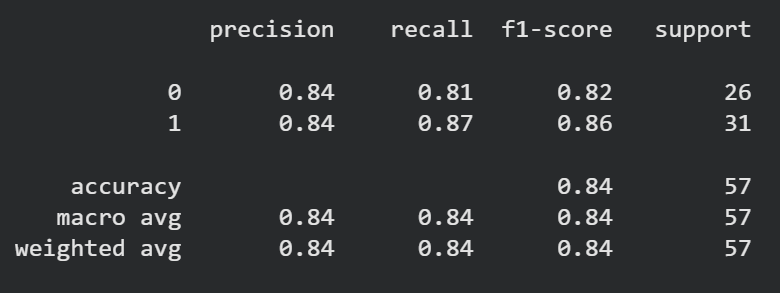 precision recall f1-score support
0 0.84 0.81 0.82 26
1 0.84 0.87 0.86 31
accuracy 0.84 57
macro avg 0.84 0.84 0.84 57
weighted avg 0.84 0.84 0.84 57